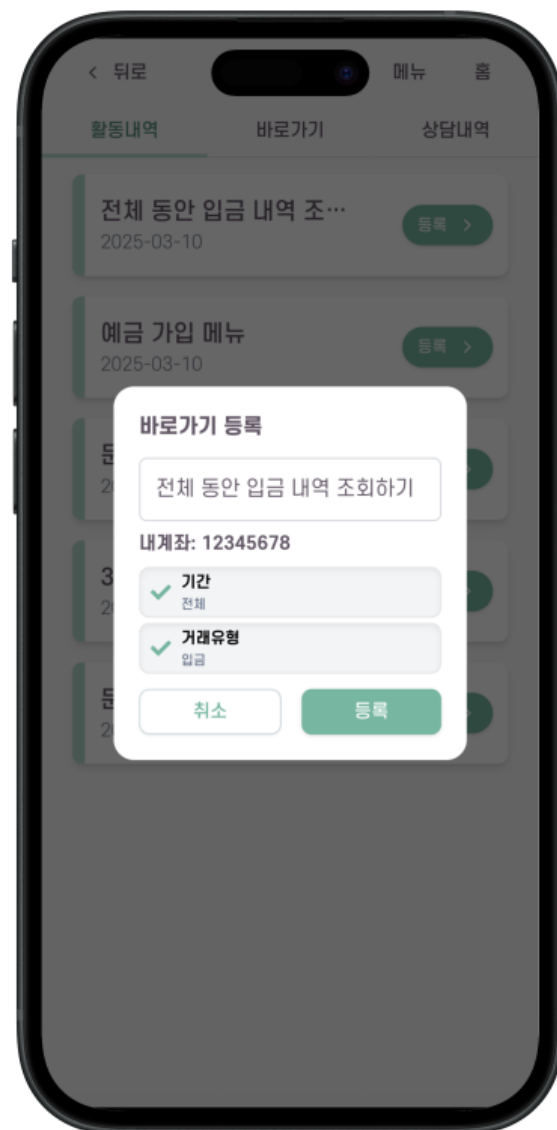 뒤로
메뉴
홈
활동내역
바로가기
상담내역
전체 동안 입금 내역 조…
2025-03-10
등록
예금 가입 메뉴
2025-03-10
등록
바로가기 등록
전체 동안 입금 내역 조회하기
내계좌: 12345678
기간
전체
거래유형
입금
취소
등록
3